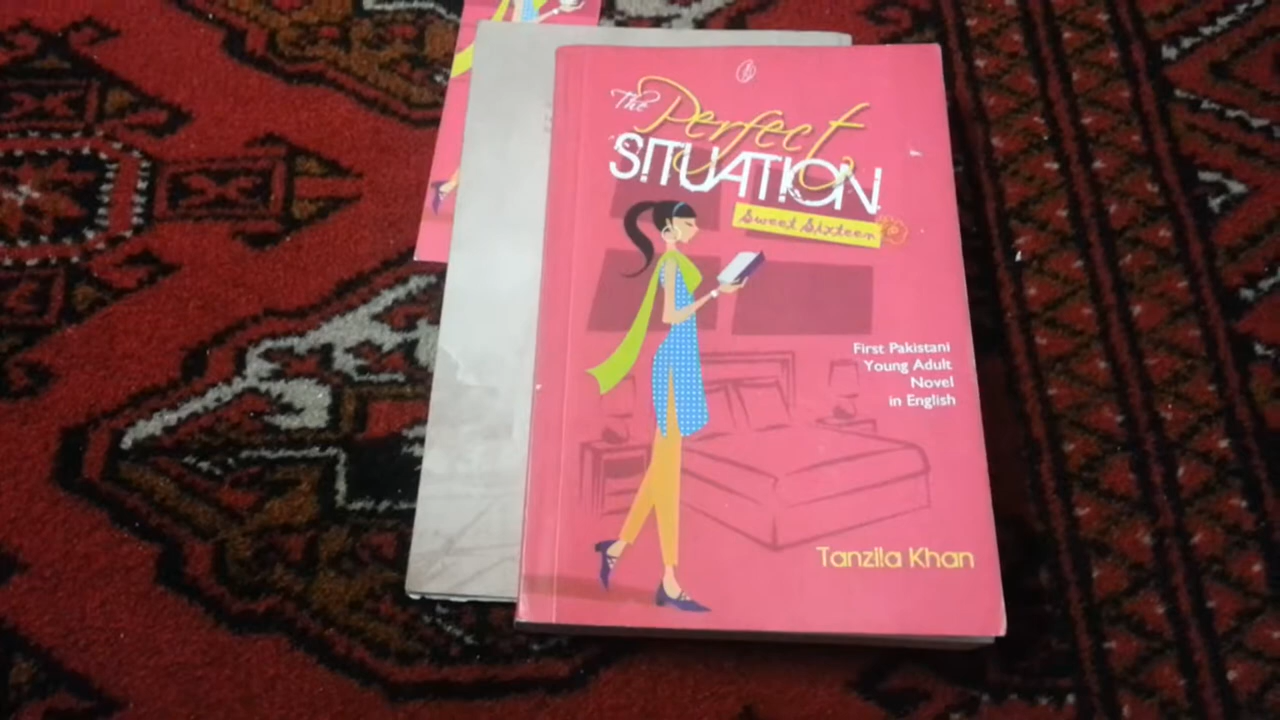 The Perfect
SITUATION
Sweet Sixteen
First Pakistani
Young Adult
Novel
in English
Tanzila Khan